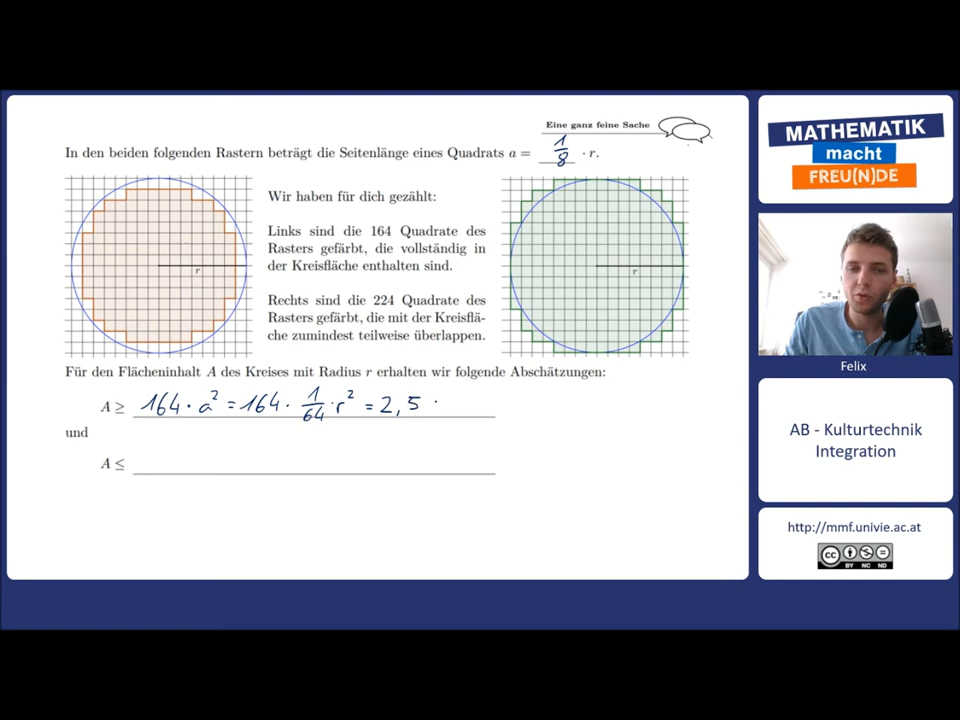 Eine ganz feine Sache
In den beiden folgenden Rastern beträgt die Seitenlänge eines Quadrats a = 1/8 · r.
Wir haben für dich gezählt:
Links sind die 164 Quadrate des
Rasters gefärbt, die vollständig in
der Kreisfläche enthalten sind.
Rechts sind die 224 Quadrate des
Rasters gefärbt, die mit der Kreisflä-
che zumindest teilweise überlappen.
r
r
Für den Flächeninhalt A des Kreises mit Radius r erhalten wir folgende Abschätzungen:
A ≥ 164 · a² = 164 · 1/64 · r² = 2,5 ·
und
A ≤
MATHEMATIK
macht
FREU(N)DE
Felix
AB - Kulturtechnik
Integration
http://mmf.univie.ac.at
cc
BY NC ND